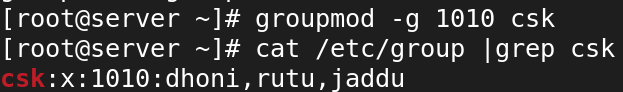 [root@server ~]# groupmod -g 1010 csk
[root@server ~]# cat /etc/group |grep csk
csk:x:1010:dhoni,rutu,jaddu